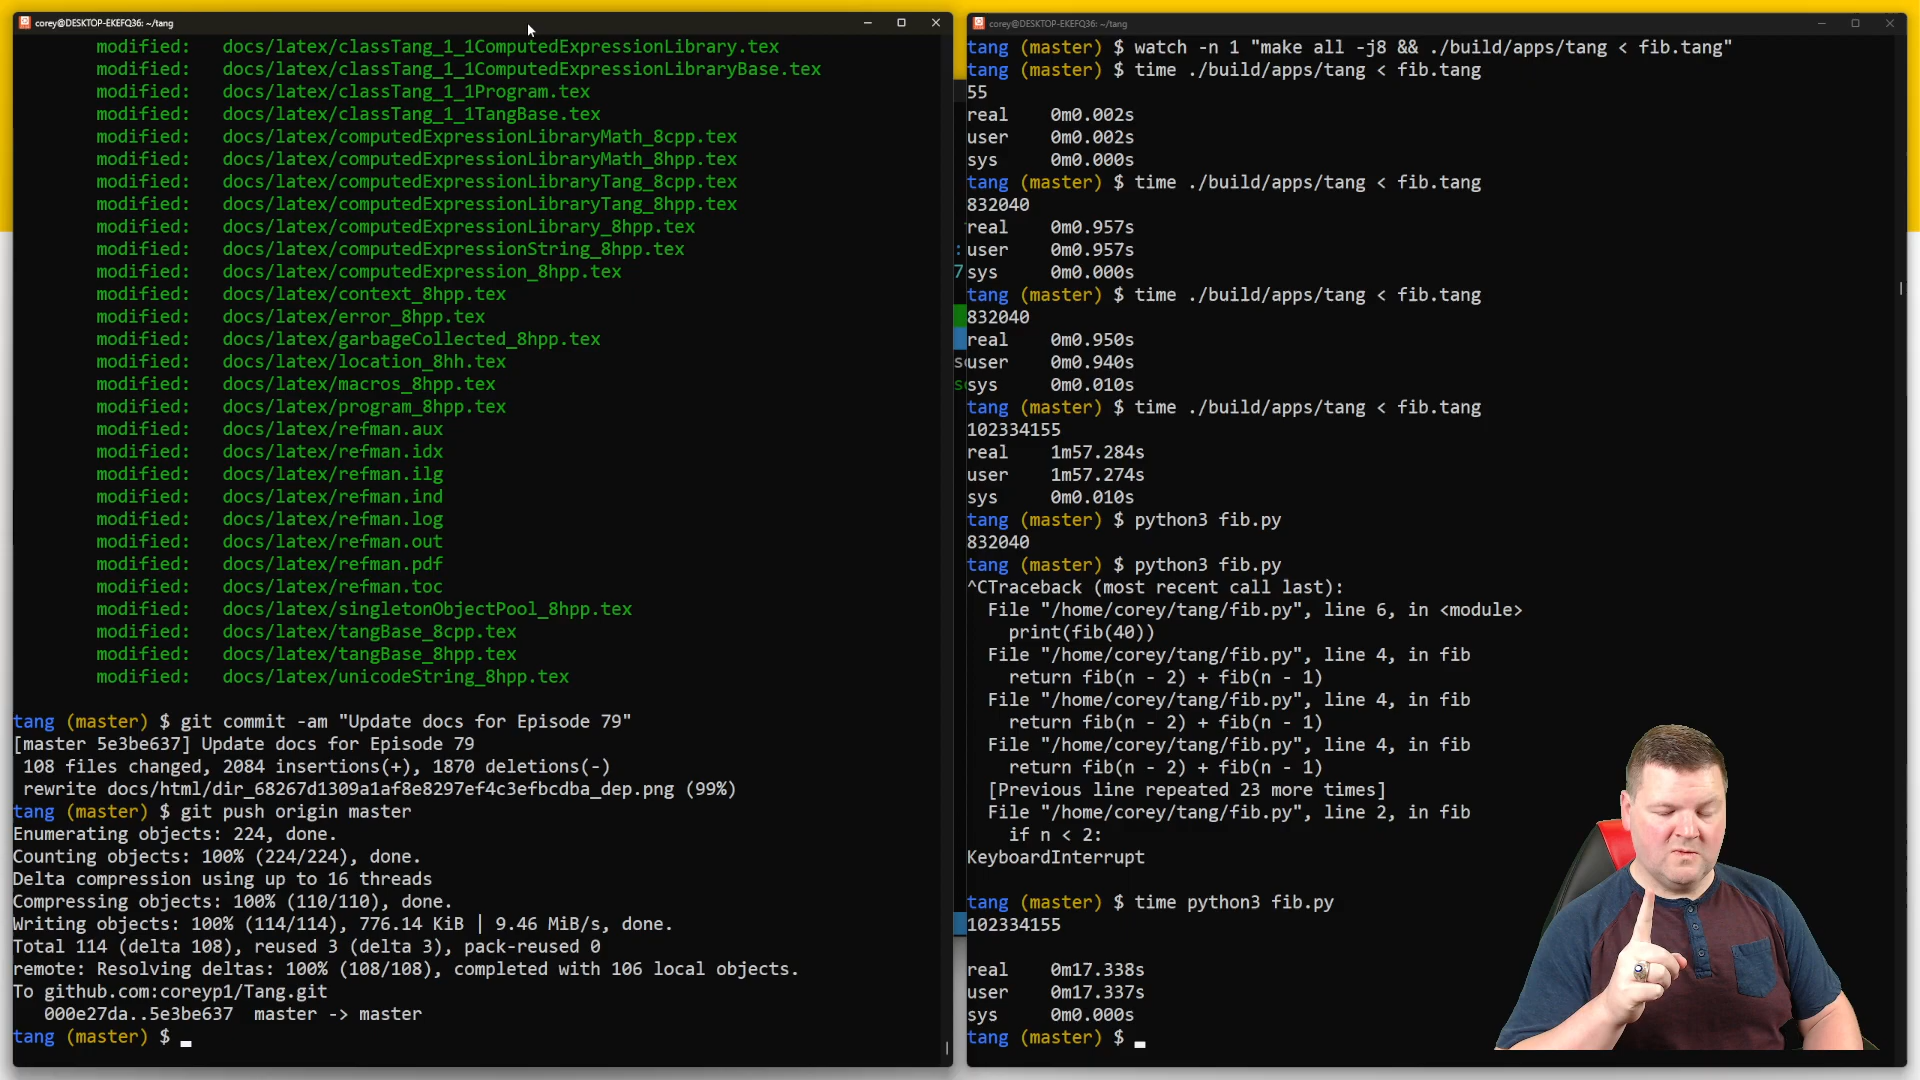 corey@DESKTOP-EKEFQ36: ~/tang
modified:   docs/latex/classTang_1_1ComputedExpressionLibrary.tex
modified:   docs/latex/classTang_1_1ComputedExpressionLibraryBase.tex
modified:   docs/latex/classTang_1_1Program.tex
modified:   docs/latex/classTang_1_1TangBase.tex
modified:   docs/latex/computedExpressionLibraryMath_8cpp.tex
modified:   docs/latex/computedExpressionLibraryMath_8hpp.tex
modified:   docs/latex/computedExpressionLibraryTang_8cpp.tex
modified:   docs/latex/computedExpressionLibraryTang_8hpp.tex
modified:   docs/latex/computedExpressionLibrary_8hpp.tex
modified:   docs/latex/computedExpressionString_8hpp.tex
modified:   docs/latex/computedExpression_8hpp.tex
modified:   docs/latex/context_8hpp.tex
modified:   docs/latex/error_8hpp.tex
modified:   docs/latex/garbageCollected_8hpp.tex
modified:   docs/latex/location_8hh.tex
modified:   docs/latex/macros_8hpp.tex
modified:   docs/latex/program_8hpp.tex
modified:   docs/latex/refman.aux
modified:   docs/latex/refman.idx
modified:   docs/latex/refman.ilg
modified:   docs/latex/refman.ind
modified:   docs/latex/refman.log
modified:   docs/latex/refman.out
modified:   docs/latex/refman.pdf
modified:   docs/latex/refman.toc
modified:   docs/latex/singletonObjectPool_8hpp.tex
modified:   docs/latex/tangBase_8cpp.tex
modified:   docs/latex/tangBase_8hpp.tex
modified:   docs/latex/unicodeString_8hpp.tex
tang (master) $ git commit -am "Update docs for Episode 79"
[master 5e3be637] Update docs for Episode 79
108 files changed, 2084 insertions(+), 1870 deletions(-)
rewrite docs/html/dir_68267d1309a1af8e8297ef4c3efbcdba_dep.png (99%)
tang (master) $ git push origin master
Enumerating objects: 224, done.
Counting objects: 100% (224/224), done.
Delta compression using up to 16 threads
Compressing objects: 100% (110/110), done.
Writing objects: 100% (114/114), 776.14 KiB | 9.46 MiB/s, done.
Total 114 (delta 108), reused 3 (delta 3), pack-reused 0
remote: Resolving deltas: 100% (108/108), completed with 106 local objects.
To github.com:coreyp1/Tang.git
000e27da..5e3be637  master -> master
tang (master) $
corey@DESKTOP-EKEFQ36: ~/tang
tang (master) $ watch -n 1 "make all -j8 && ./build/apps/tang < fib.tang"
tang (master) $ time ./build/apps/tang < fib.tang
55
real    0m0.002s
user    0m0.002s
sys     0m0.000s
tang (master) $ time ./build/apps/tang < fib.tang
832040
real    0m0.957s
user    0m0.957s
sys     0m0.000s
tang (master) $ time ./build/apps/tang < fib.tang
832040
real    0m0.950s
user    0m0.940s
sys     0m0.010s
tang (master) $ time ./build/apps/tang < fib.tang
102334155
real    1m57.284s
user    1m57.274s
sys     0m0.010s
tang (master) $ python3 fib.py
832040
tang (master) $ python3 fib.py
^CTraceback (most recent call last):
File "/home/corey/tang/fib.py", line 6, in <module>
print(fib(40))
File "/home/corey/tang/fib.py", line 4, in fib
return fib(n - 2) + fib(n - 1)
File "/home/corey/tang/fib.py", line 4, in fib
return fib(n - 2) + fib(n - 1)
File "/home/corey/tang/fib.py", line 4, in fib
return fib(n - 2) + fib(n - 1)
[Previous line repeated 23 more times]
File "/home/corey/tang/fib.py", line 2, in fib
if n < 2:
KeyboardInterrupt
tang (master) $ time python3 fib.py
102334155
real    0m17.338s
user    0m17.337s
sys     0m0.000s
tang (master) $